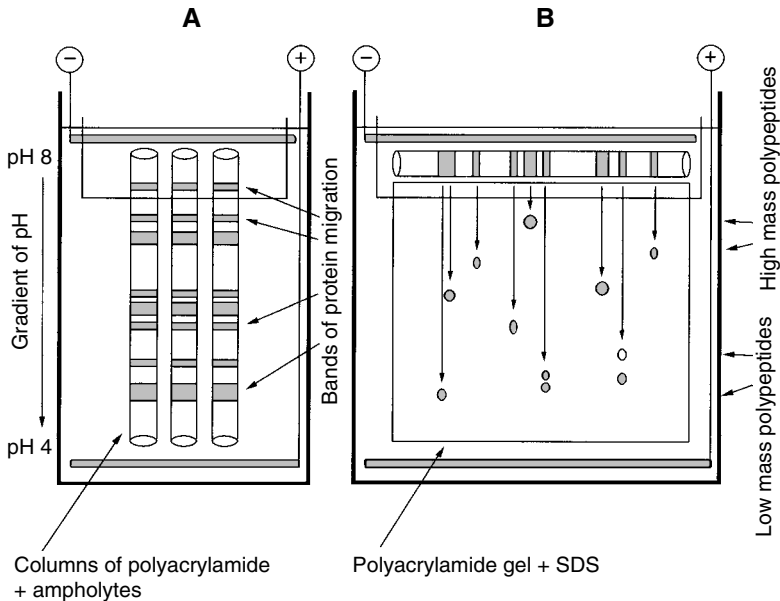 A
−
+
pH 8
Gradient of pH
pH 4
Bands of protein migration
Columns of polyacrylamide
+ ampholytes
B
−
+
High mass polypeptides
Low mass polypeptides
Polyacrylamide gel + SDS